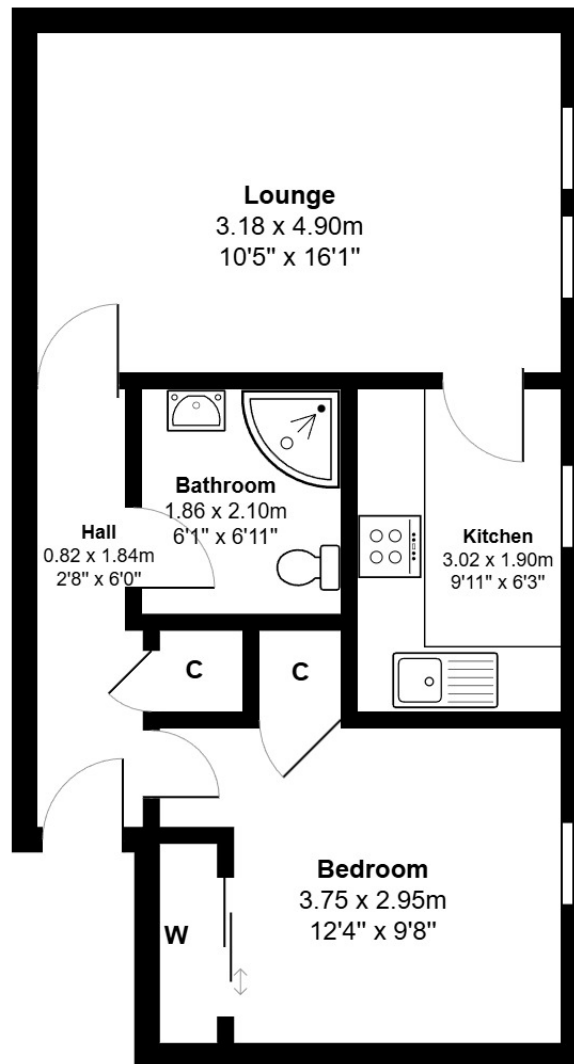 Lounge
3.18 x 4.90m
10'5" x 16'1"
Bathroom
1.86 x 2.10m
6'1" x 6'11"
Hall
0.82 x 1.84m
2'8" x 6'0"
Kitchen
3.02 x 1.90m
9'11" x 6'3"
C
C
Bedroom
3.75 x 2.95m
12'4" x 9'8"
W